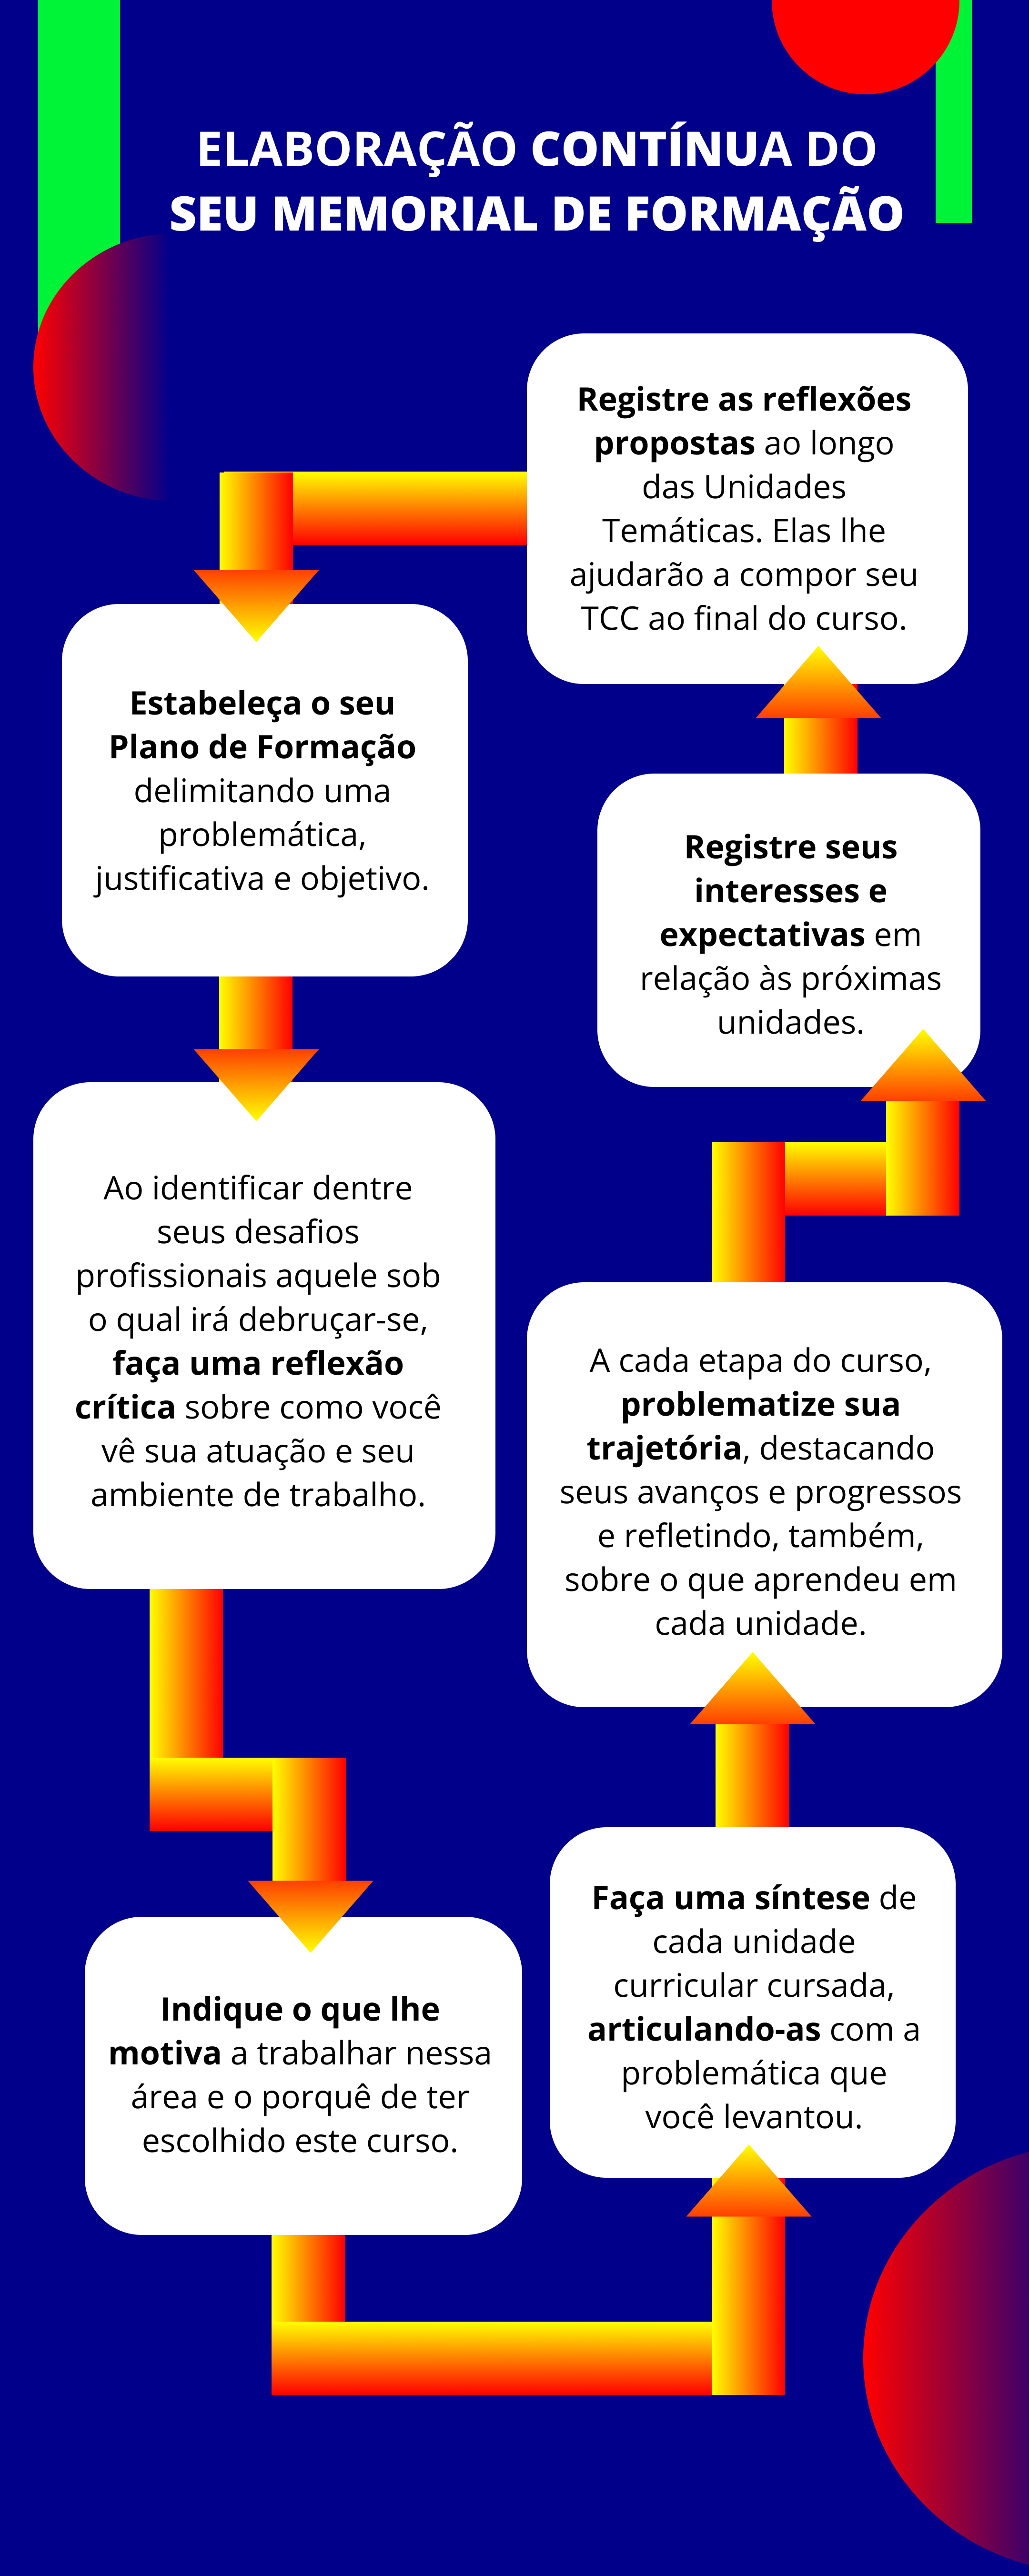 ELABORAÇÃO CONTÍNUA DO
SEU MEMORIAL DE FORMAÇÃO
Registre as reflexões
propostas ao longo
das Unidades
Temáticas. Elas lhe
ajudarão a compor seu
TCC ao final do curso.
Estabeleça o seu
Plano de Formação
delimitando uma
problemática,
justificativa e objetivo.
Ao identificar dentre
seus desafios
profissionais aquele sob
o qual irá debruçar-se,
faça uma reflexão
crítica sobre como você
vê sua atuação e seu
ambiente de trabalho.
Indique o que lhe
motiva a trabalhar nessa
área e o porquê de ter
escolhido este curso.
Faça uma síntese de
cada unidade
curricular cursada,
articulando-as com a
problemática que
você levantou.
A cada etapa do curso,
problematize sua
trajetória, destacando
seus avanços e progressos
e refletindo, também,
sobre o que aprendeu em
cada unidade.
Registre seus
interesses e
expectativas em
relação às próximas
unidades.